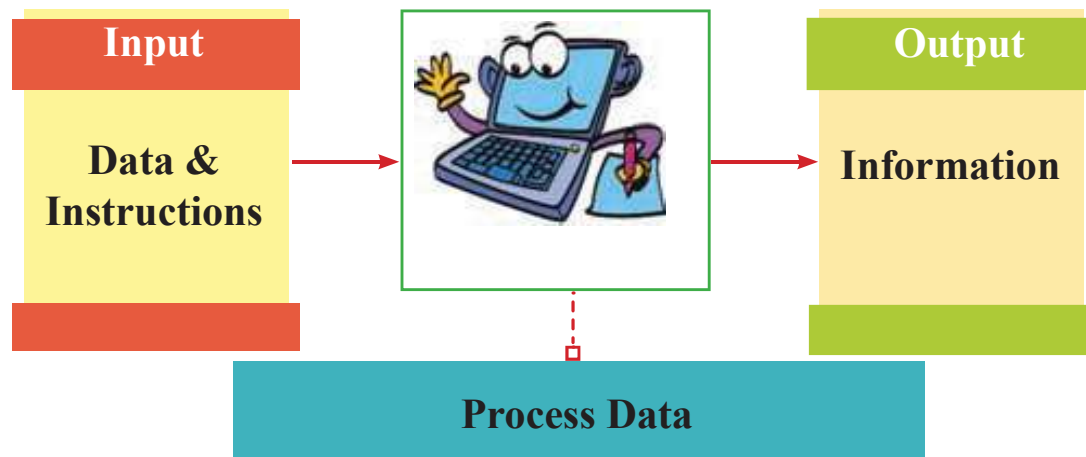 Input
Data &
Instructions
Output
Information
Process Data